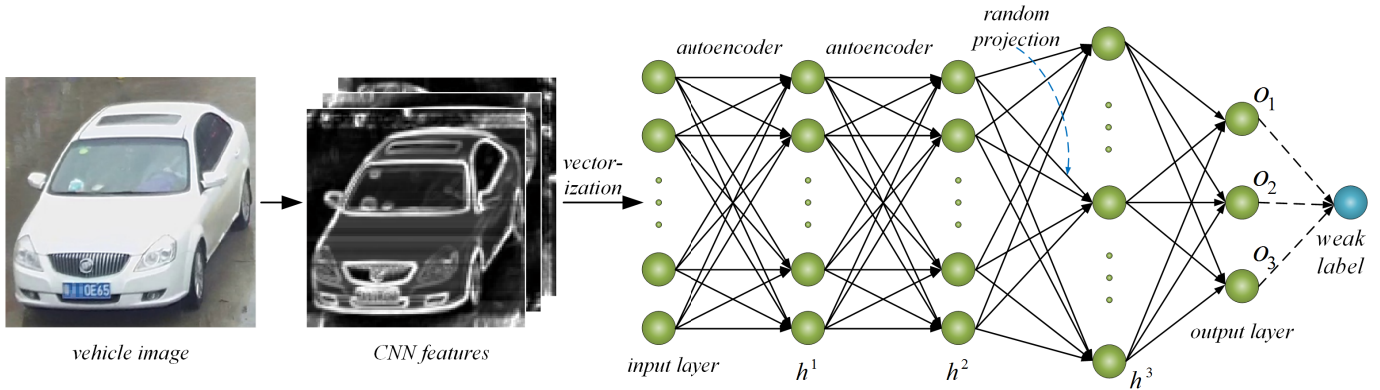 random
projection
autoencoder
autoencoder
vector-
ization
o1
o2
o3
weak
label
output layer
OE65
vehicle image
CNN features
input layer
h1
h2
h3